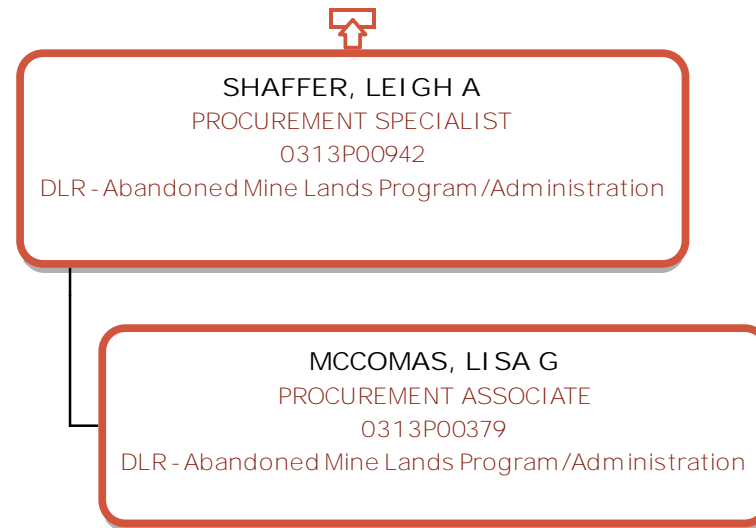 SHAFFER, LEIGH A
PROCUREMENT SPECIALIST
0313P00942
DLR - Abandoned Mine Lands Program/Administration
MCCOMAS, LISA G
PROCUREMENT ASSOCIATE
0313P00379
DLR - Abandoned Mine Lands Program/Administration